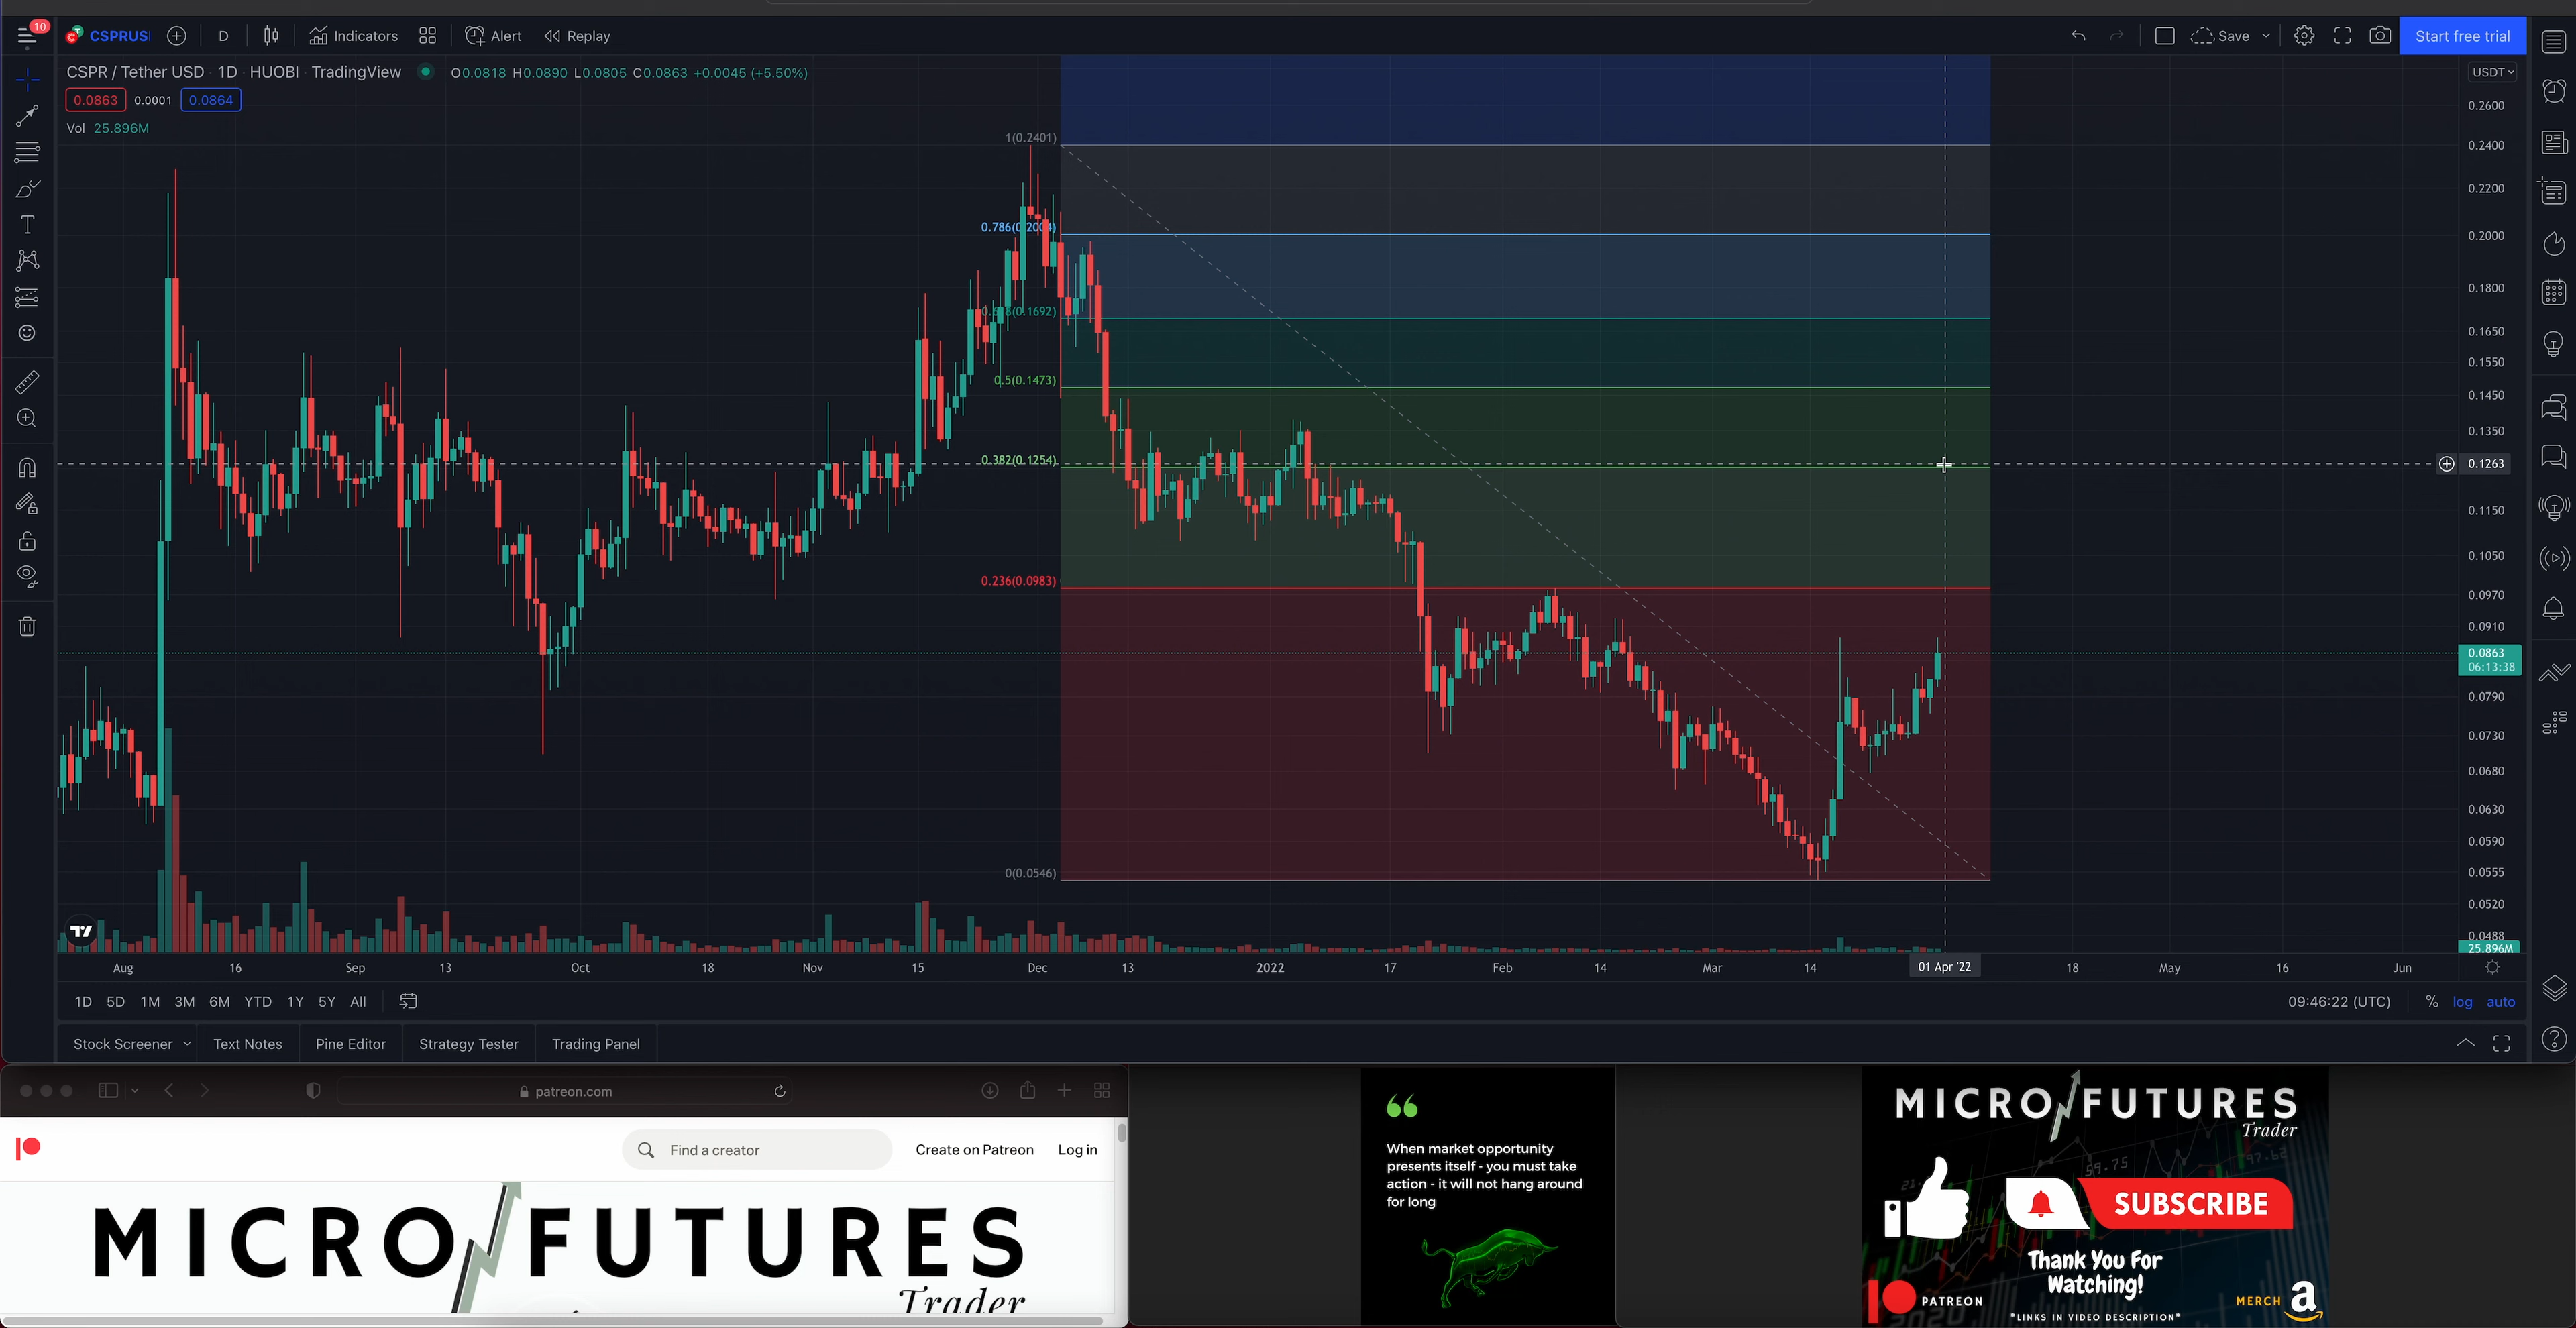 10
CSPRUS
D
Indicators
Alert
Replay
Save
Start free trial
CSPR / Tether USD · 1D · HUOBI · TradingView
O0.0818 H0.0890 L0.0805 C0.0863 +0.0045 (+5.50%)
USDT
0.0863 0.0001 0.0864
Vol 25.896M
1(0.2401)
0.786(0.2004)
0.618(0.1692)
0.5(0.1473)
0.382(0.1254)
0.236(0.0983)
0(0.0546)
0.2600
0.2400
0.2200
0.2000
0.1800
0.1650
0.1550
0.1450
0.1350
0.1263
0.1150
0.1050
0.0970
0.0910
0.0863
06:13:38
0.0790
0.0730
0.0680
0.0630
0.0590
0.0555
0.0520
0.0488
25.896M
Aug 16 Sep 13 Oct 18 Nov 15 Dec 13 2022 17 Feb 14 Mar 14 01 Apr '22 18 May 16 Jun
1D 5D 1M 3M 6M YTD 1Y 5Y All
09:46:22 (UTC) % log auto
Stock Screener Text Notes Pine Editor Strategy Tester Trading Panel
patreon.com
Find a creator
Create on Patreon
Log in
MICRO FUTURES
Trader
When market opportunity
presents itself - you must take
action - it will not hang around
for long
MICRO FUTURES
Trader
59.75
97.62
SUBSCRIBE
Thank You For
Watching!
PATREON
MERCH
*LINKS IN VIDEO DESCRIPTION*